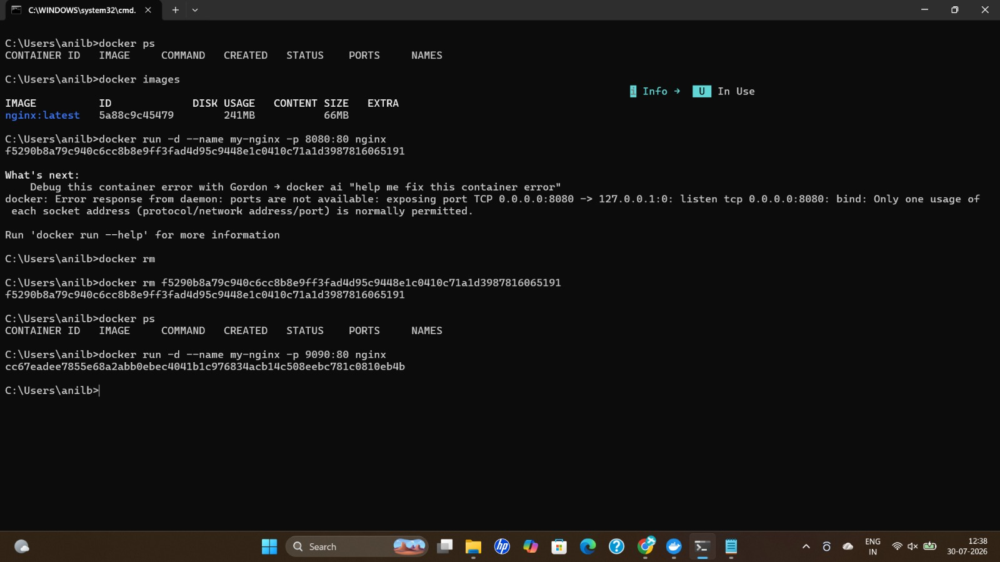 C:\WINDOWS\system32\cmd.
C:\Users\anilb>docker ps
CONTAINER ID   IMAGE     COMMAND   CREATED   STATUS    PORTS     NAMES
C:\Users\anilb>docker images
i Info →   U  In Use
IMAGE          ID             DISK USAGE   CONTENT SIZE   EXTRA
nginx:latest   5a88c9c45479        241MB           66MB
C:\Users\anilb>docker run -d --name my-nginx -p 8080:80 nginx
f5290b8a79c940c6cc8b8e9ff3fad4d95c9448e1c0410c71a1d3987816065191
What's next:
    Debug this container error with Gordon → docker ai "help me fix this container error"
docker: Error response from daemon: ports are not available: exposing port TCP 0.0.0.0:8080 -> 127.0.0.1:0: listen tcp 0.0.0.0:8080: bind: Only one usage of
 each socket address (protocol/network address/port) is normally permitted.
Run 'docker run --help' for more information
C:\Users\anilb>docker rm
C:\Users\anilb>docker rm f5290b8a79c940c6cc8b8e9ff3fad4d95c9448e1c0410c71a1d3987816065191
f5290b8a79c940c6cc8b8e9ff3fad4d95c9448e1c0410c71a1d3987816065191
C:\Users\anilb>docker ps
CONTAINER ID   IMAGE     COMMAND   CREATED   STATUS    PORTS     NAMES
C:\Users\anilb>docker run -d --name my-nginx -p 9090:80 nginx
cc67eadee7855e68a2abb0ebec4041b1c976834acb14c508eebc781c0810eb4b
C:\Users\anilb>
Search
hp
ENG
IN
12:38
30-07-2026